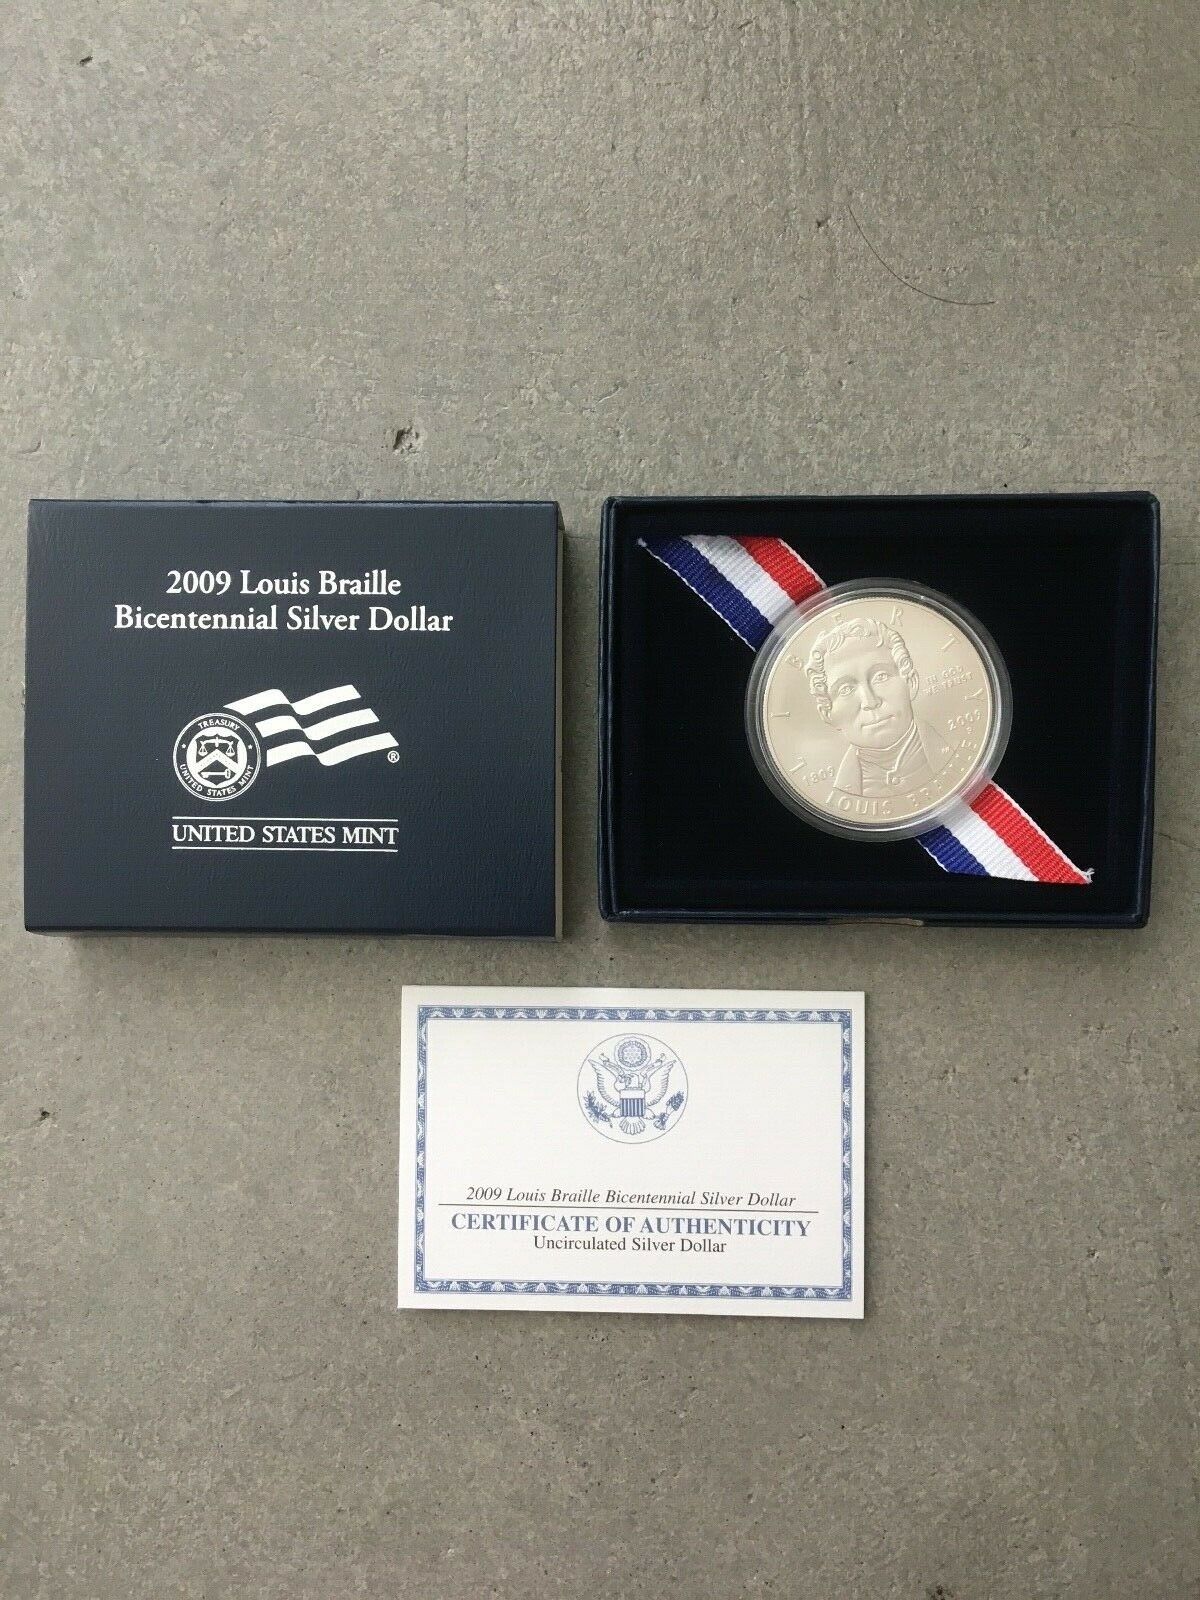 2009 Louis Braille
Bicentennial Silver Dollar
TREASURY
UNITED STATES MINT
®
UNITED STATES MINT
LIBERTY
IN GOD
WE TRUST
1809
2009
P
LOUIS BRAILLE
2009 Louis Braille Bicentennial Silver Dollar
CERTIFICATE OF AUTHENTICITY
Uncirculated Silver Dollar